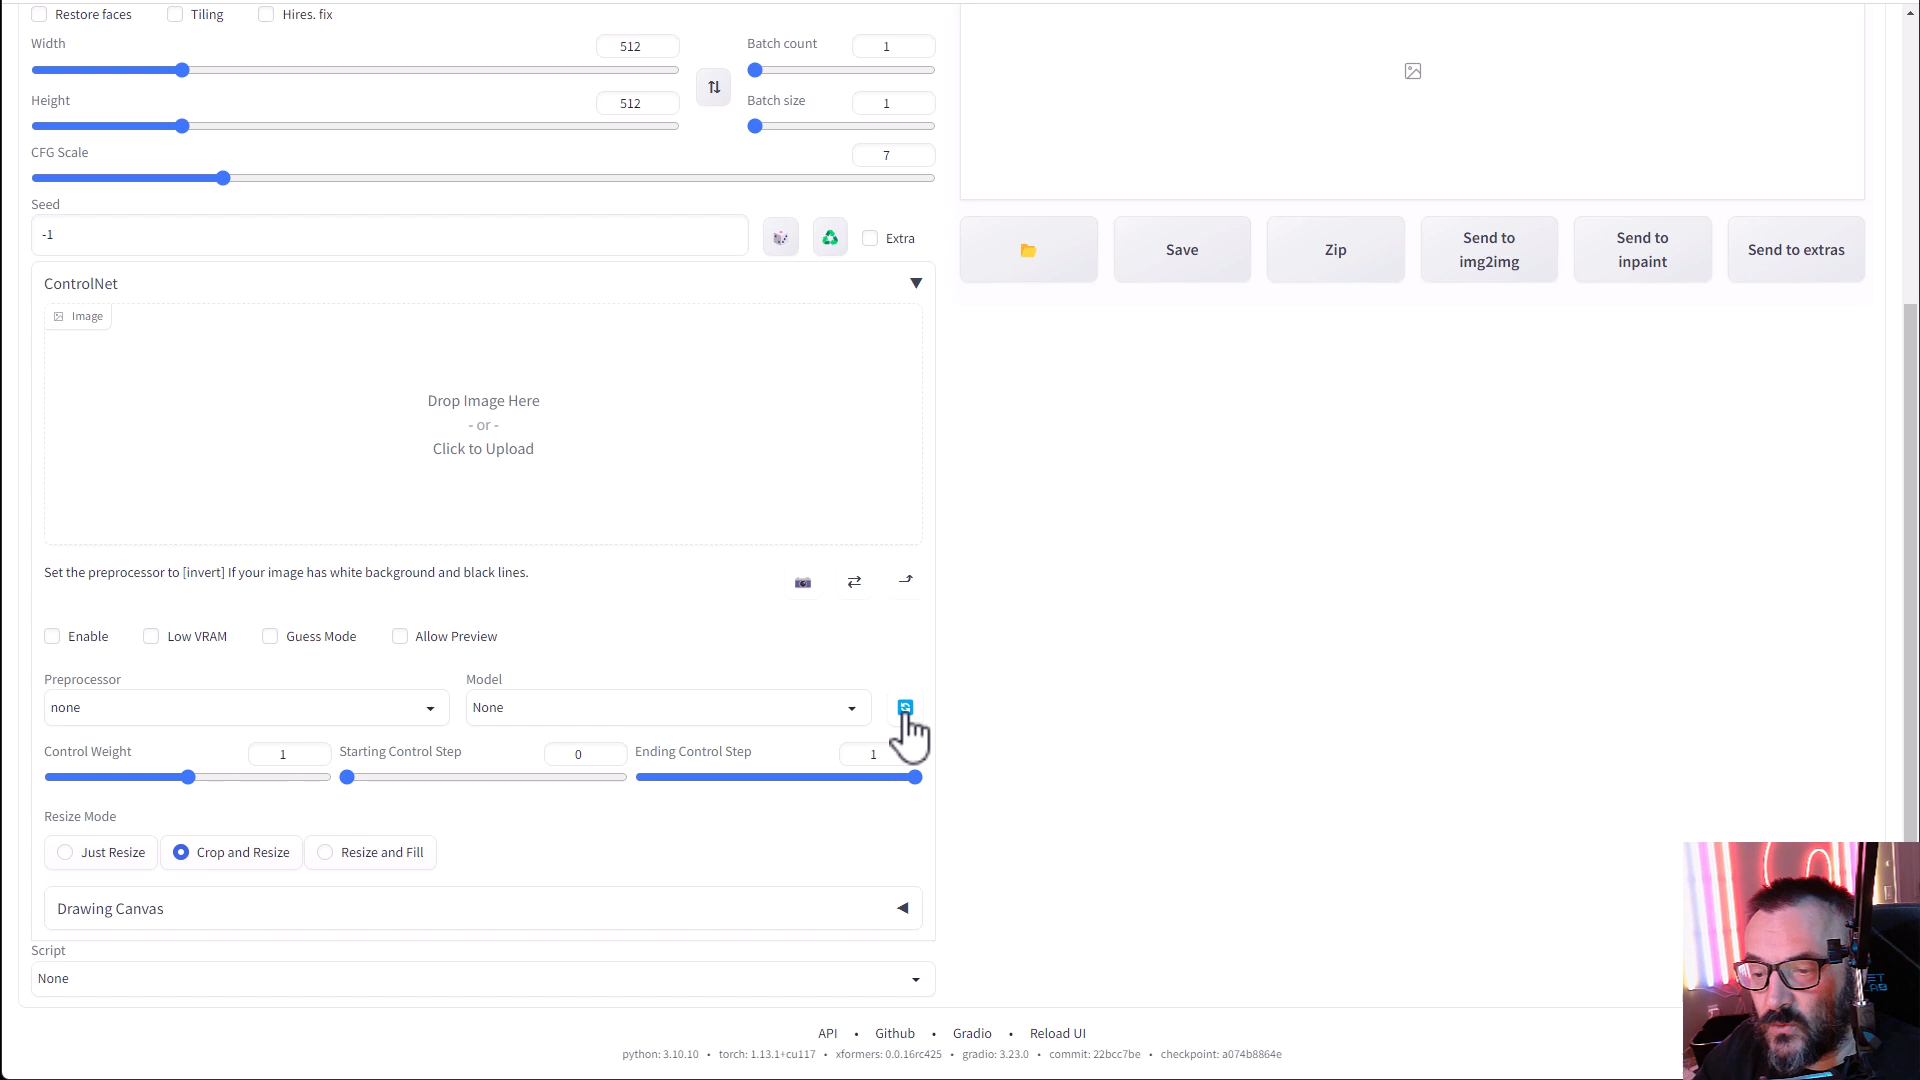 Restore faces Tiling Hires. fix
Width 512 Batch count 1
Height 512 Batch size 1
CFG Scale 7
Seed
-1 Extra
Save Zip Send to img2img Send to inpaint Send to extras
ControlNet
Image
Drop Image Here
- or -
Click to Upload
Set the preprocessor to [invert] If your image has white background and black lines.
Enable Low VRAM Guess Mode Allow Preview
Preprocessor Model
none None
Control Weight 1 Starting Control Step 0 Ending Control Step 1
Resize Mode
Just Resize Crop and Resize Resize and Fill
Drawing Canvas
Script
None
API • Github • Gradio • Reload UI
python: 3.10.10 • torch: 1.13.1+cu117 • xformers: 0.0.16rc425 • gradio: 3.23.0 • commit: 22bcc7be • checkpoint: a074b8864e